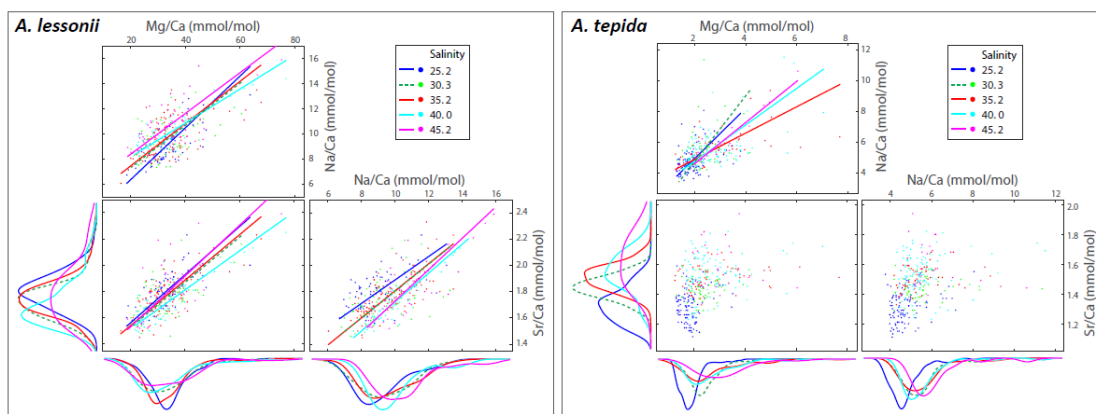 A. lessonii
Mg/Ca (mmol/mol)
20 40 60 80
16
14
12
10
8
6
Na/Ca (mmol/mol)
Salinity
25.2
30.3
35.2
40.0
45.2
Na/Ca (mmol/mol)
6 8 10 12 14 16
2.4
2.2
2.0
1.8
1.6
1.4
Sr/Ca (mmol/mol)
A. tepida
Mg/Ca (mmol/mol)
2 4 6 8
12
10
8
6
4
Na/Ca (mmol/mol)
Salinity
25.2
30.3
35.2
40.0
45.2
Na/Ca (mmol/mol)
4 6 8 10 12
2.0
1.8
1.6
1.4
1.2
Sr/Ca (mmol/mol)